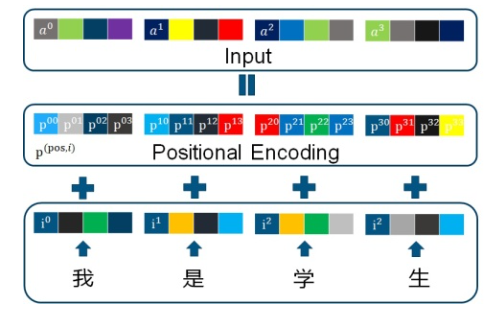 a⁰ a¹ a² a³
Input
p⁰⁰ p⁰¹ p⁰² p⁰³ p¹⁰ p¹¹ p¹² p¹³ p²⁰ p²¹ p²² p²³ p³⁰ p³¹ p³²
p⁽ᵖᵒˢ,ⁱ⁾ Positional Encoding
i⁰ i¹ i² i²
我 是 学 生